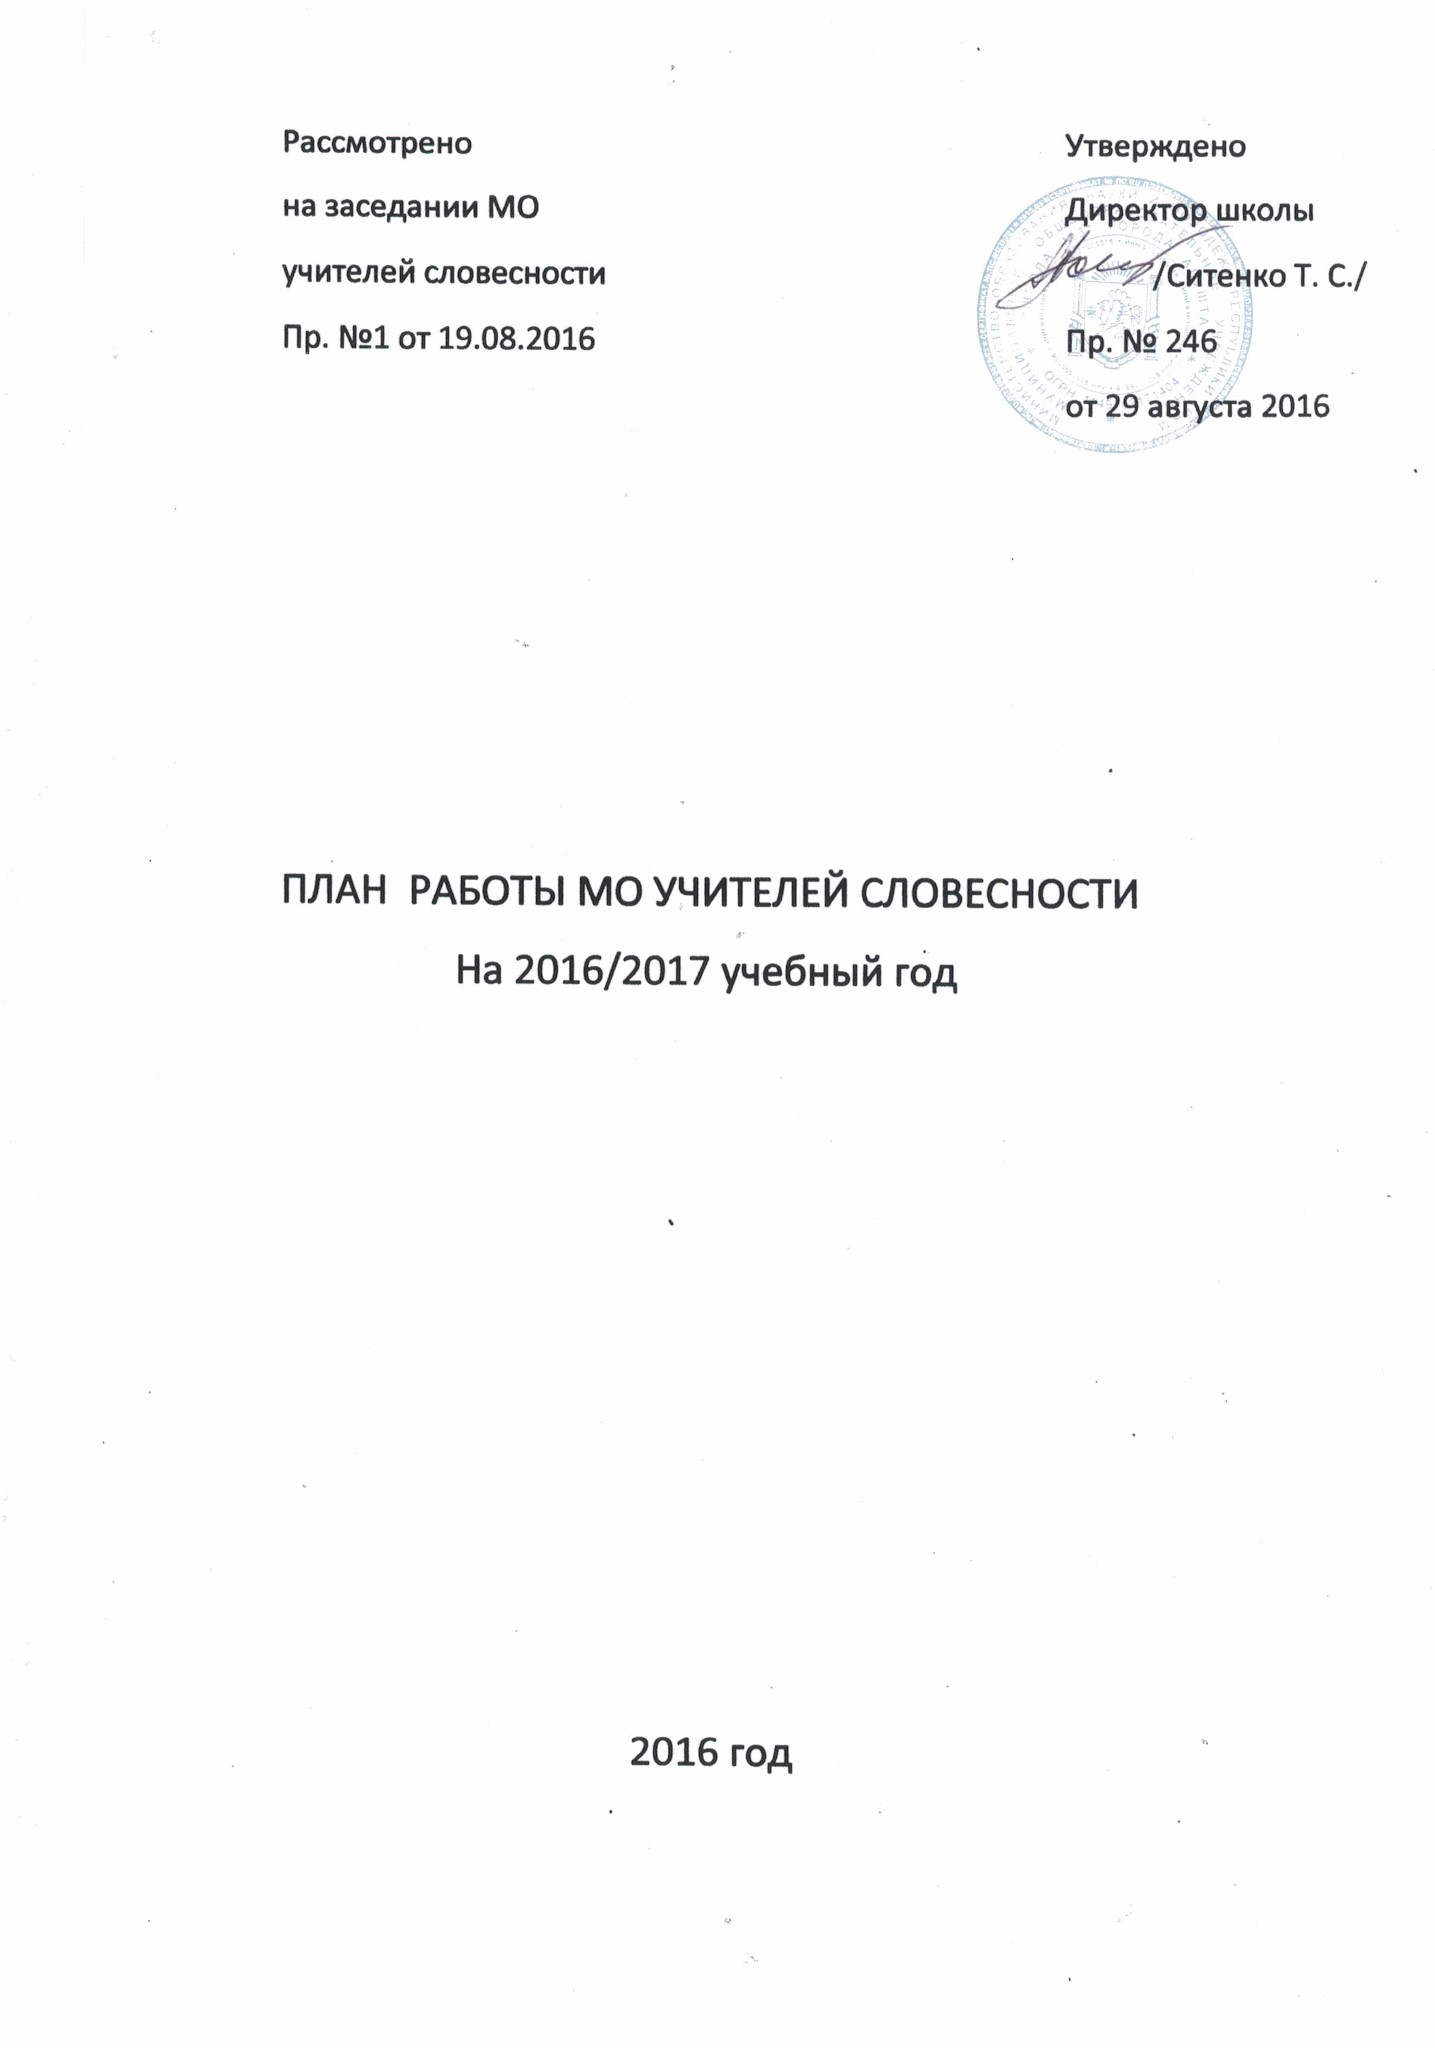 Рассмотрено
на заседании МО
учителей словесности
Пр. №1 от 19.08.2016
Утверждено
Директор школы
/Ситенко Т. С./
Пр. № 246
от 29 августа 2016
ПЛАН РАБОТЫ МО УЧИТЕЛЕЙ СЛОВЕСНОСТИ
На 2016/2017 учебный год
2016 год